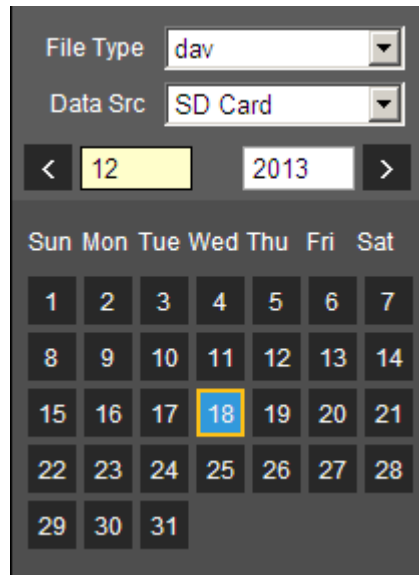 File Type dav
Data Src SD Card
< 12 2013 >
Sun Mon Tue Wed Thu Fri Sat
1 2 3 4 5 6 7
8 9 10 11 12 13 14
15 16 17 18 19 20 21
22 23 24 25 26 27 28
29 30 31